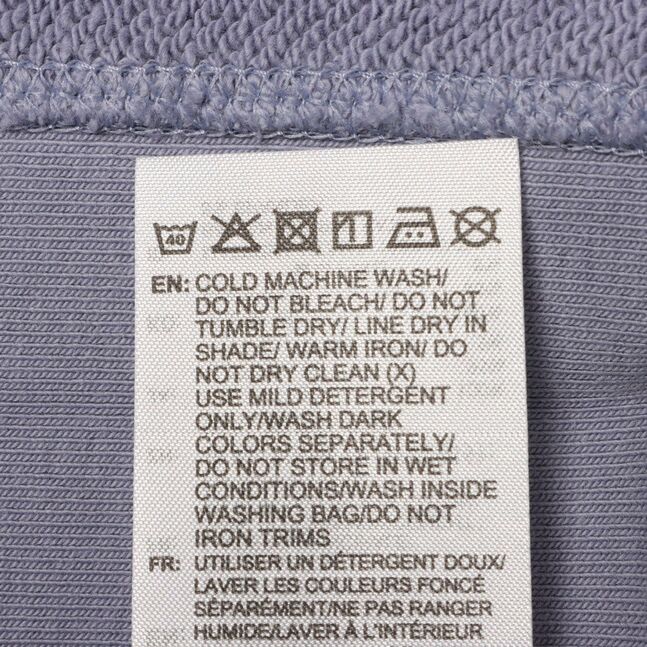 40
EN: COLD MACHINE WASH/
DO NOT BLEACH/ DO NOT
TUMBLE DRY/ LINE DRY IN
SHADE/ WARM IRON/ DO
NOT DRY CLEAN (X)
USE MILD DETERGENT
ONLY/WASH DARK
COLORS SEPARATELY/
DO NOT STORE IN WET
CONDITIONS/WASH INSIDE
WASHING BAG/DO NOT
IRON TRIMS
FR: UTILISER UN DÉTERGENT DOUX/
LAVER LES COULEURS FONCÉ
SÉPARÉMENT/NE PAS RANGER
HUMIDE/LAVER À L'INTÉRIEUR